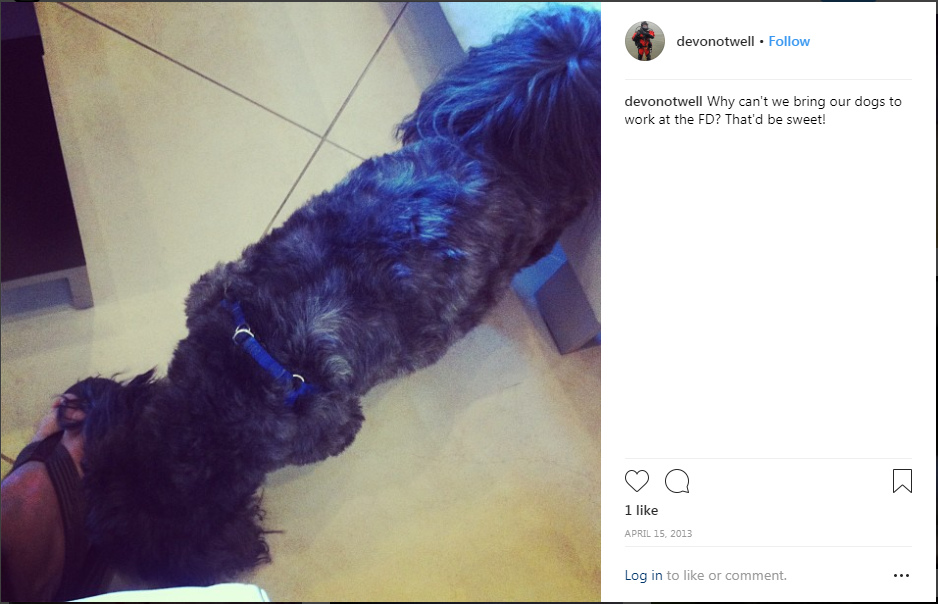 devonotwell • Follow
devonotwell Why can't we bring our dogs to
work at the FD? That'd be sweet!
1 like
APRIL 15, 2013
Log in to like or comment.